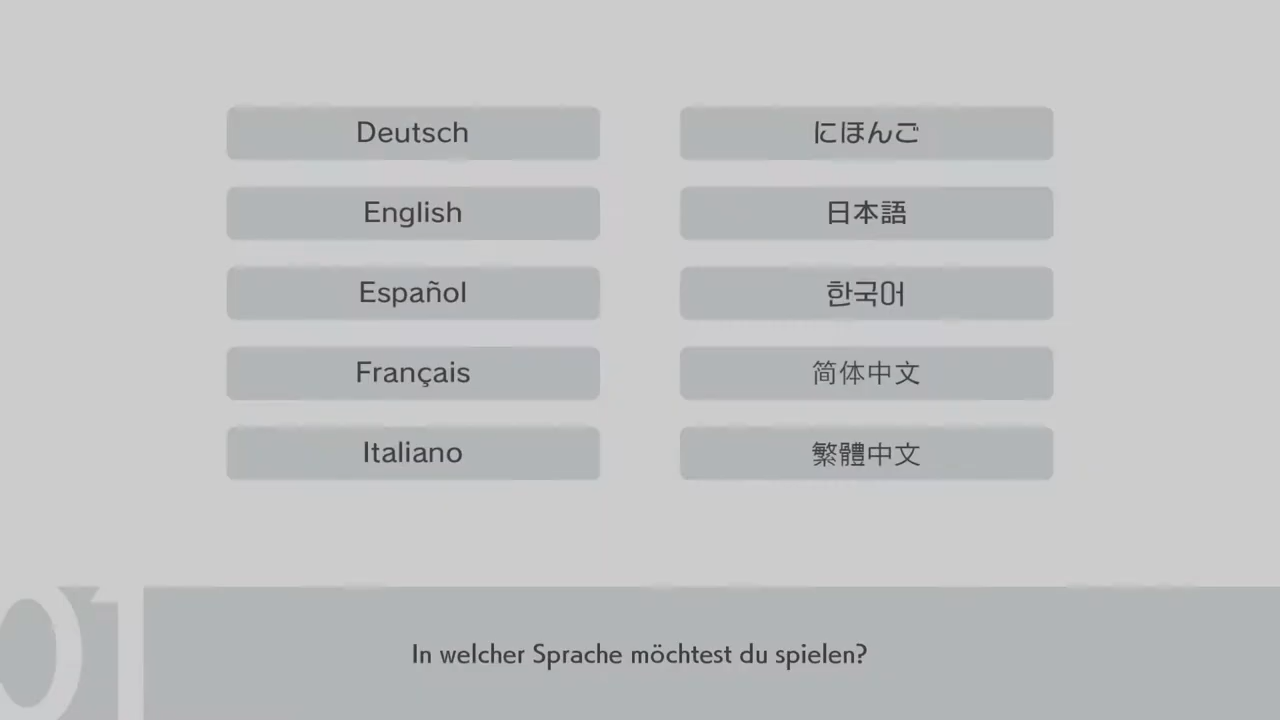 Deutsch
English
Español
Français
Italiano
にほんご
日本語
한국어
简体中文
繁體中文
01
In welcher Sprache möchtest du spielen?